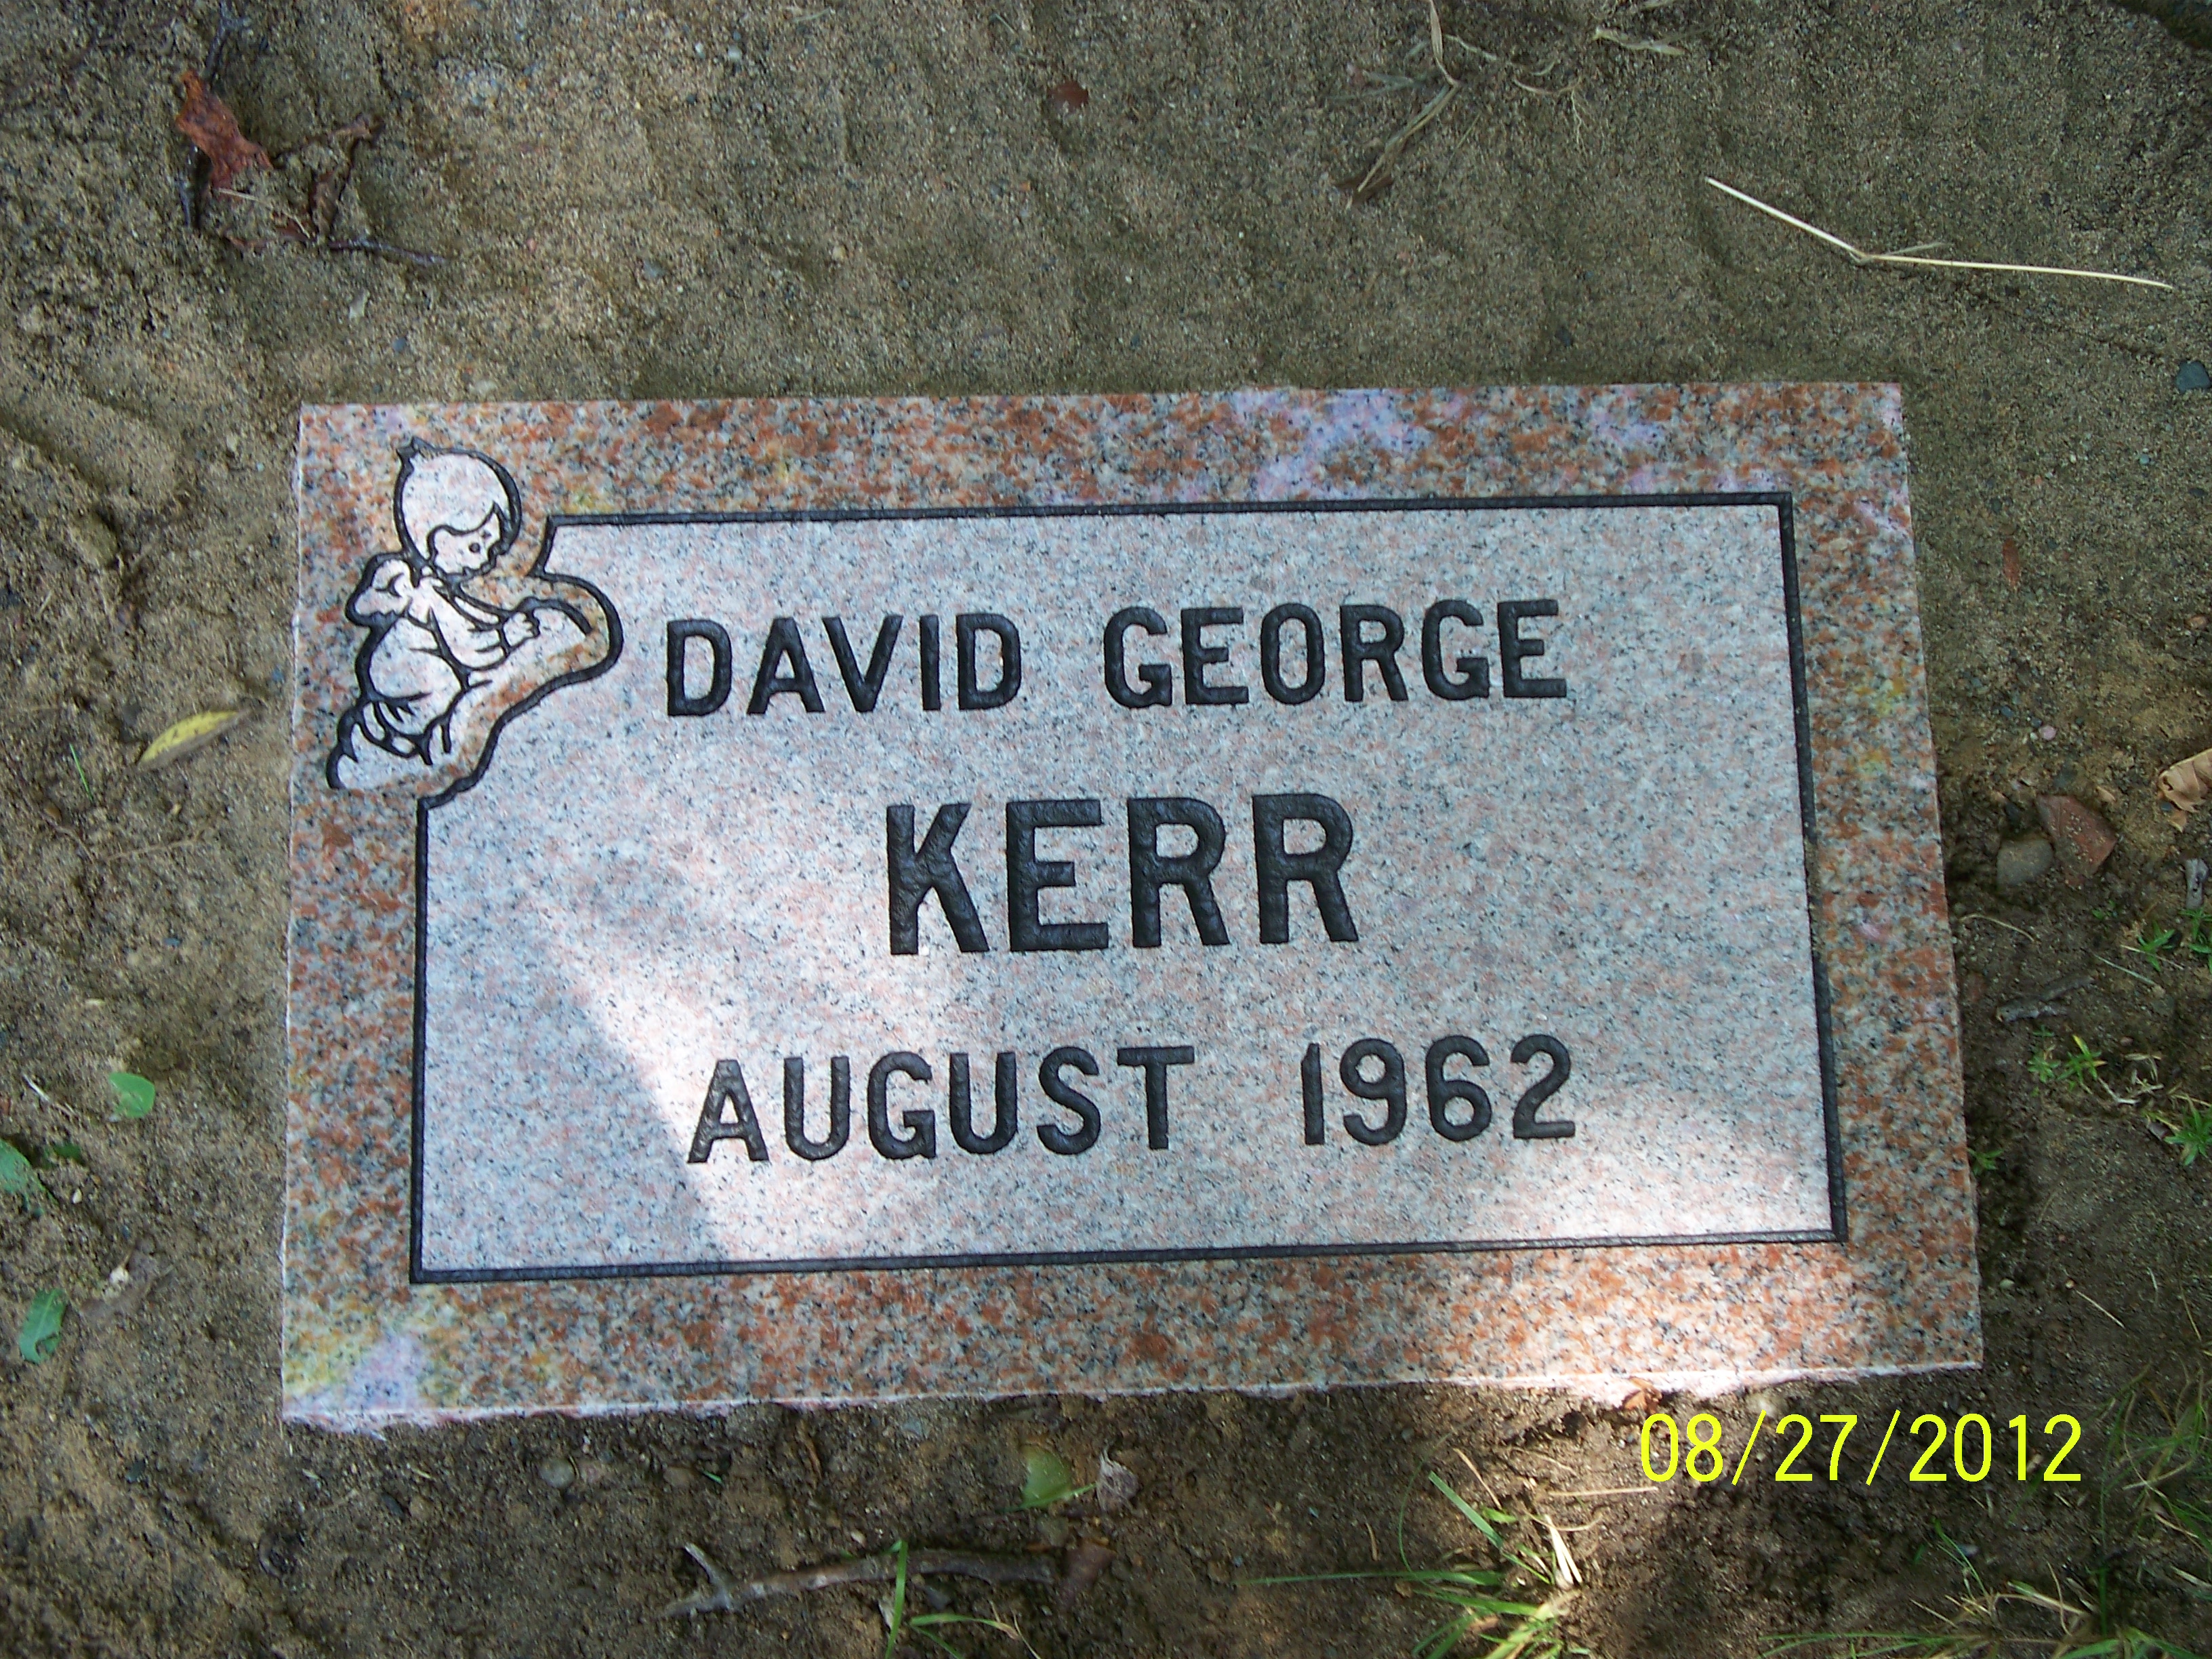 DAVID GEORGE
KERR
AUGUST 1962
08/27/2012